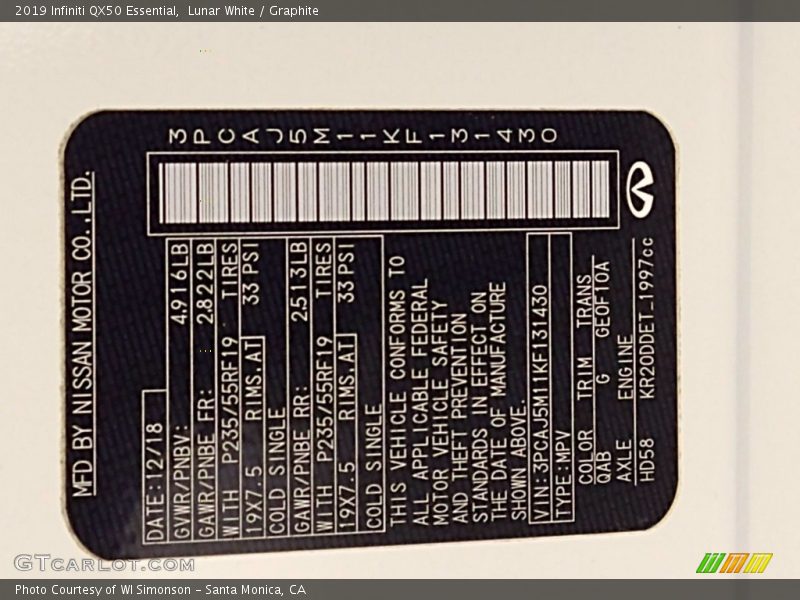 2019 Infiniti QX50 Essential,  Lunar White / Graphite
MFD BY NISSAN MOTOR CO.,LTD.
DATE:12/18
GVWR/PNBV: 4916LB
GAWR/PNBE FR: 2822LB
WITH P235/55RF19 TIRES
19X7.5 RIMS.AT 33 PSI
COLD SINGLE
GAWR/PNBE RR: 2513LB
WITH P235/55RF19 TIRES
19X7.5 RIMS.AT 33 PSI
COLD SINGLE
THIS VEHICLE CONFORMS TO
ALL APPLICABLE FEDERAL
MOTOR VEHICLE SAFETY
AND THEFT PREVENTION
STANDARDS IN EFFECT ON
THE DATE OF MANUFACTURE
SHOWN ABOVE.
VIN:3PCAJ5M11KF131430
TYPE:MPV
COLOR TRIM TRANS
QAB G GEOF10A
AXLE ENGINE
HD58 KR20DDET_1997cc
3PCAJ5M11KF131430
GTCARLOT.COM
Photo Courtesy of WI Simonson – Santa Monica, CA